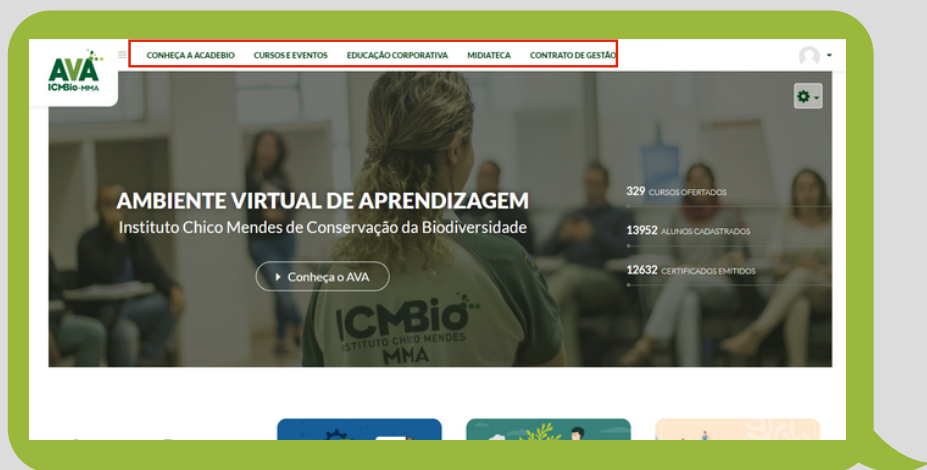 AVA
ICMBio-MMA
CONHEÇA A ACADEBIO CURSOS E EVENTOS EDUCAÇÃO CORPORATIVA MIDIATECA CONTRATO DE GESTÃO
AMBIENTE VIRTUAL DE APRENDIZAGEM
Instituto Chico Mendes de Conservação da Biodiversidade
Conheça o AVA
329 CURSOS OFERTADOS
13952 ALUNOS CADASTRADOS
12632 CERTIFICADOS EMITIDOS
ICMBio
INSTITUTO CHICO MENDES
MMA